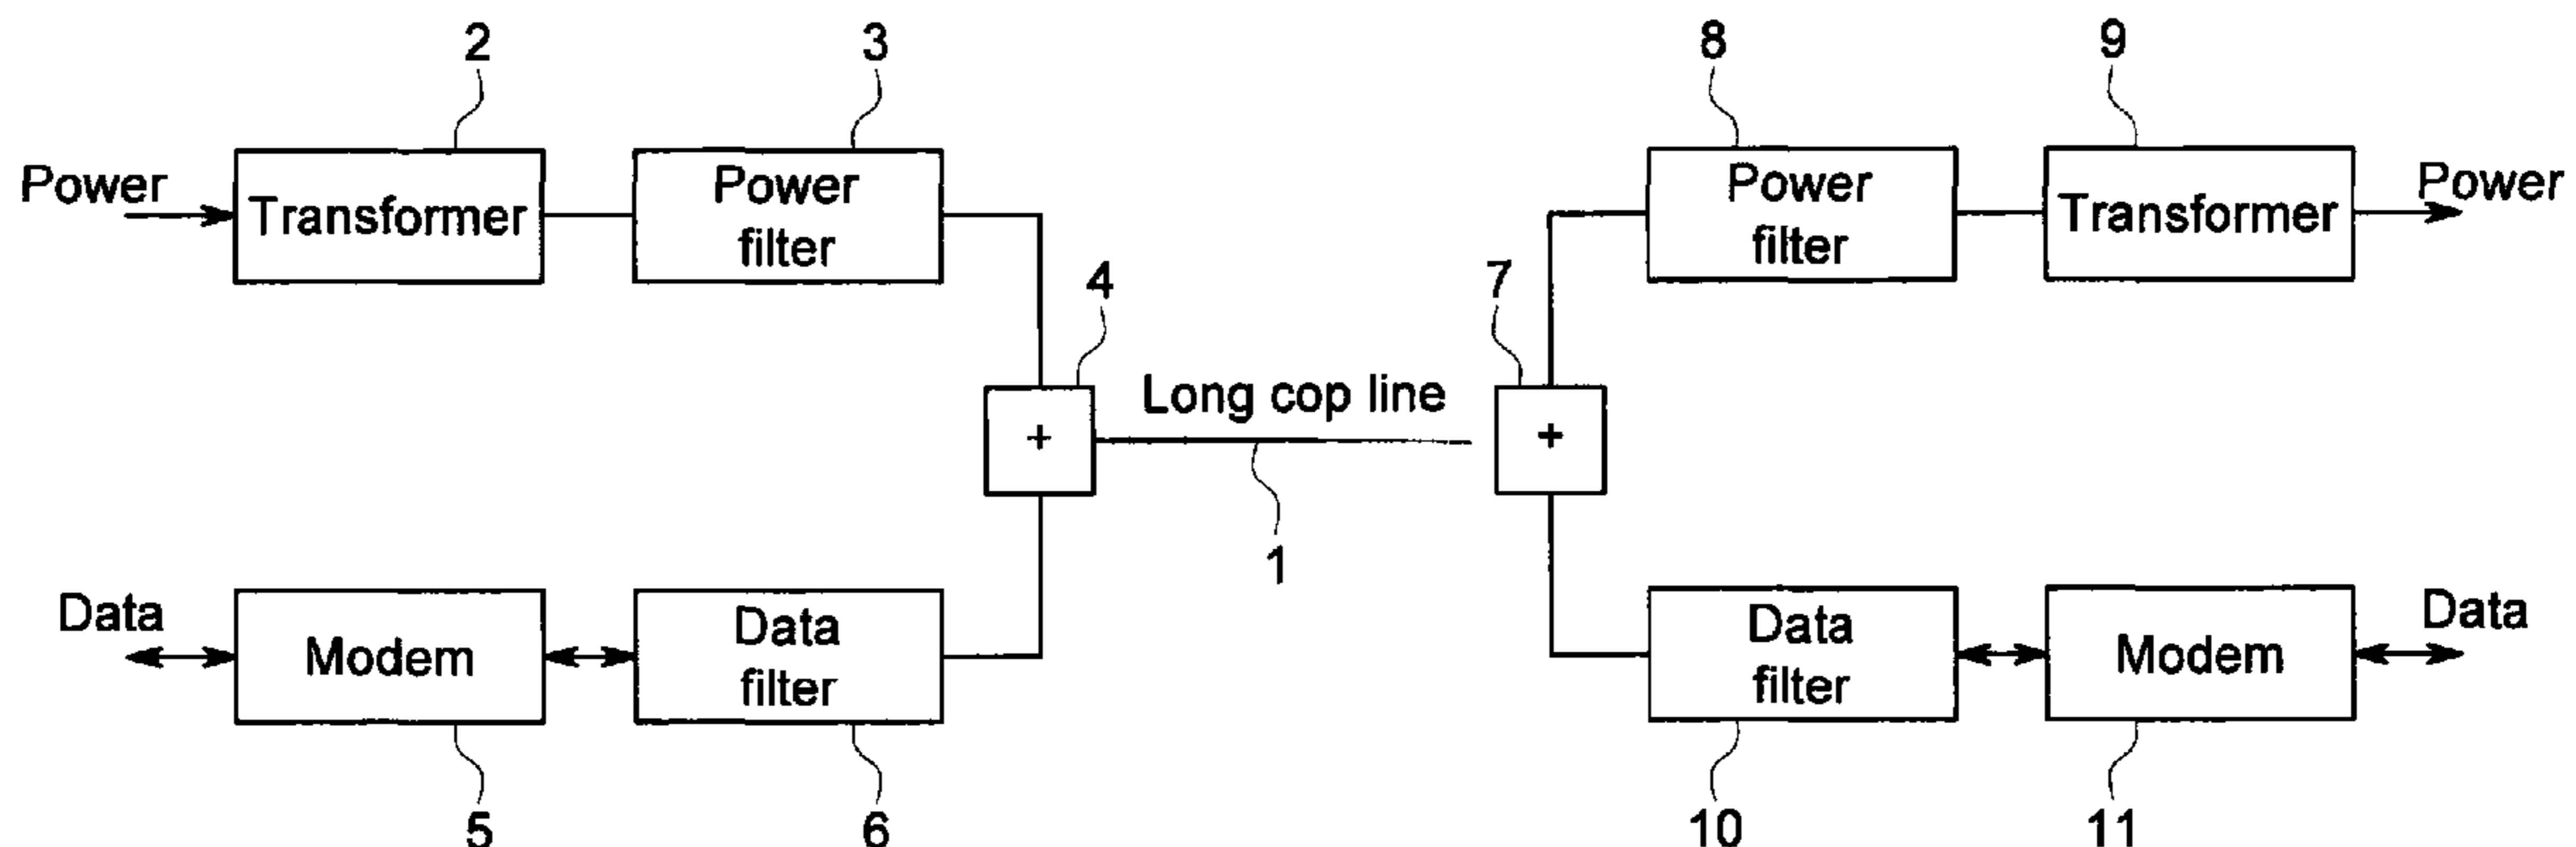 2
3
8
9
Power
Transformer
Power
filter
Power
filter
Transformer
Power
4
7
+
Long cop line
+
1
Data
Modem
Data
filter
Data
filter
Modem
Data
5
6
10
11